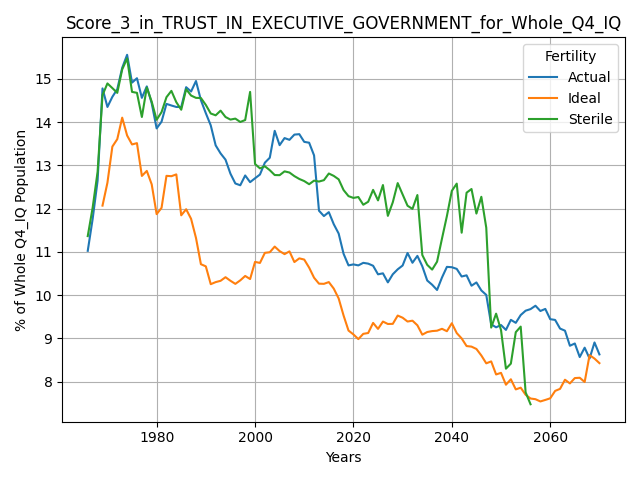 Score_3_in_TRUST_IN_EXECUTIVE_GOVERNMENT_for_Whole_Q4_IQ
Fertility
Actual
Ideal
Sterile
% of Whole Q4_IQ Population
15
14
13
12
11
10
9
8
1980
2000
2020
2040
2060
Years